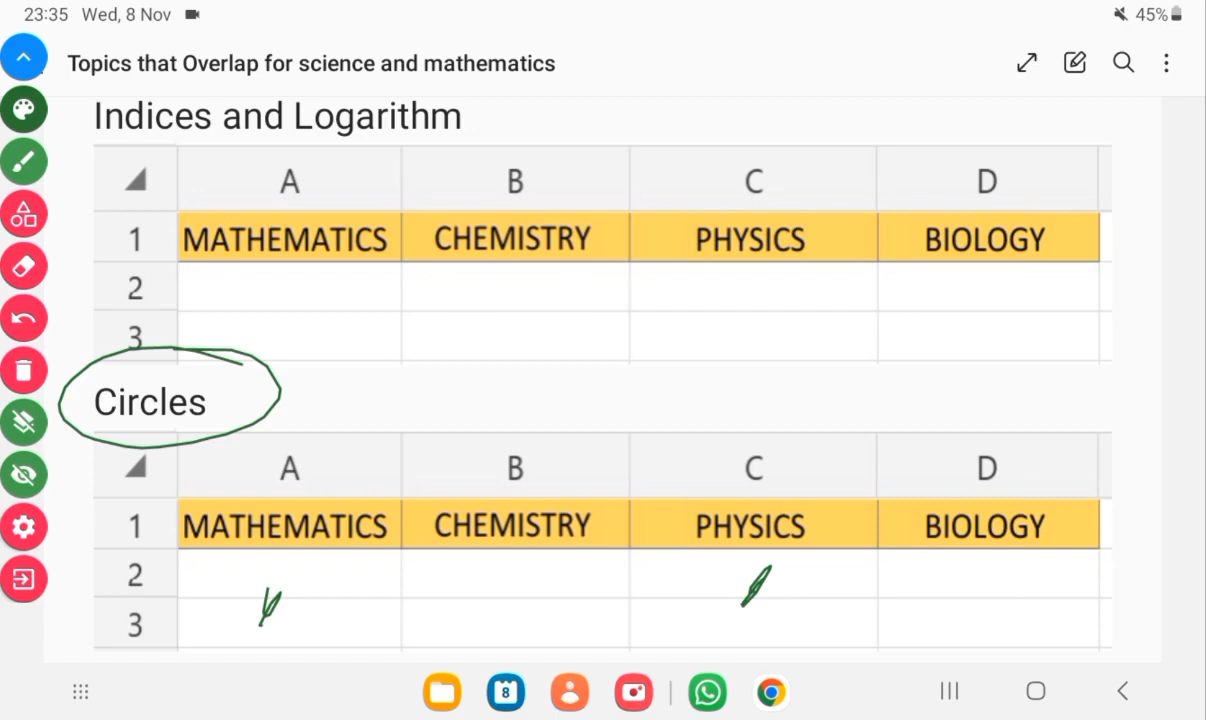 23:35 Wed, 8 Nov 45%
Topics that Overlap for science and mathematics
Indices and Logarithm
A B C D
1 MATHEMATICS CHEMISTRY PHYSICS BIOLOGY
2
3
Circles
A B C D
1 MATHEMATICS CHEMISTRY PHYSICS BIOLOGY
2
3
8